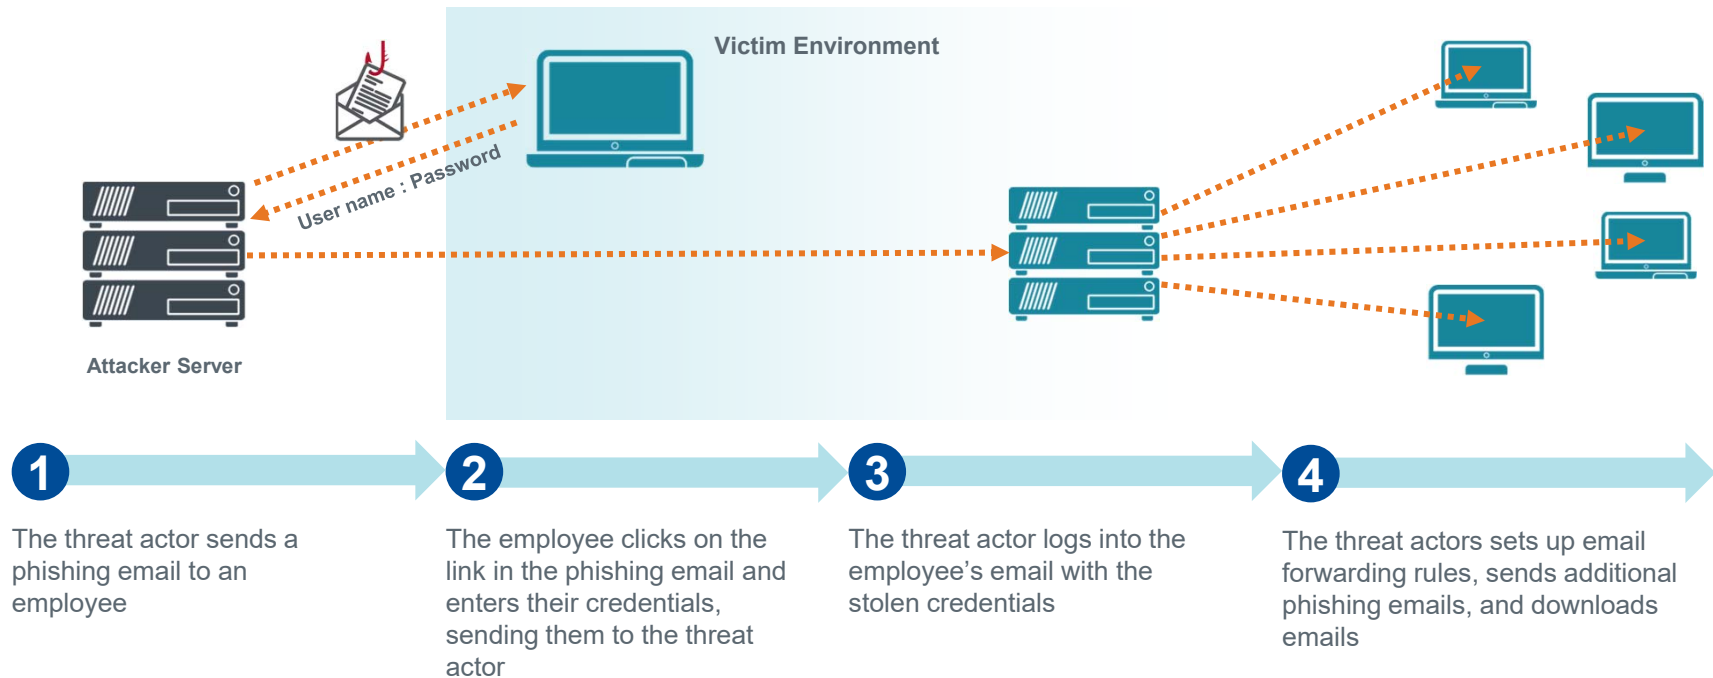 Victim Environment
User name : Password
Attacker Server
1
The threat actor sends a
phishing email to an
employee
2
The employee clicks on the
link in the phishing email and
enters their credentials,
sending them to the threat
actor
3
The threat actor logs into the
employee’s email with the
stolen credentials
4
The threat actors sets up email
forwarding rules, sends additional
phishing emails, and downloads
emails